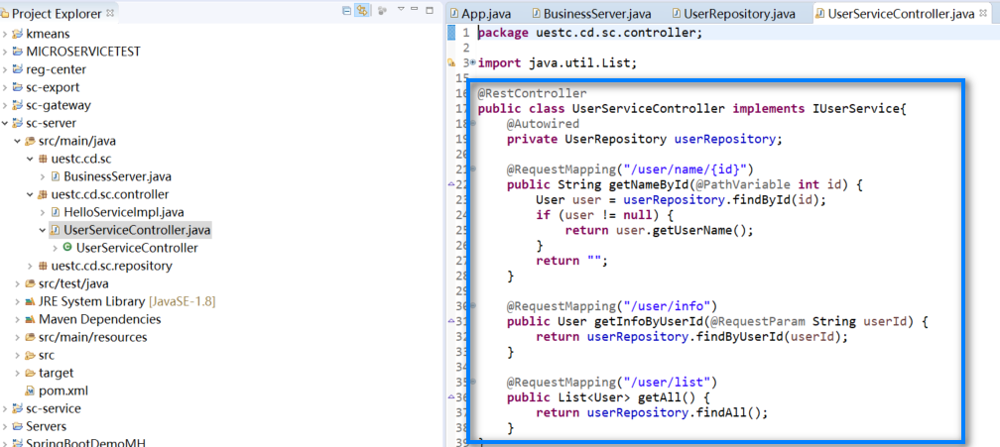 Project Explorer
kmeans
MICROSERVICETEST
reg-center
sc-export
sc-gateway
sc-server
src/main/java
uestc.cd.sc
BusinessServer.java
uestc.cd.sc.controller
HelloServiceImpl.java
UserServiceController.java
UserServiceController
uestc.cd.sc.repository
src/test/java
JRE System Library [JavaSE-1.8]
Maven Dependencies
src/main/resources
src
target
pom.xml
sc-service
Servers
SpringBootDemoMH
App.java BusinessServer.java UserRepository.java UserServiceController.java
1 package uestc.cd.sc.controller;
2
3 import java.util.List;
15
16 @RestController
17 public class UserServiceController implements IUserService{
18 @Autowired
19 private UserRepository userRepository;
20
21 @RequestMapping("/user/name/{id}")
22 public String getNameById(@PathVariable int id) {
23 User user = userRepository.findById(id);
24 if (user != null) {
25 return user.getUserName();
26 }
27 return "";
28 }
29
30 @RequestMapping("/user/info")
31 public User getInfoByUserId(@RequestParam String userId) {
32 return userRepository.findByUserId(userId);
33 }
34
35 @RequestMapping("/user/list")
36 public List<User> getAll() {
37 return userRepository.findAll();
38 }
39 }